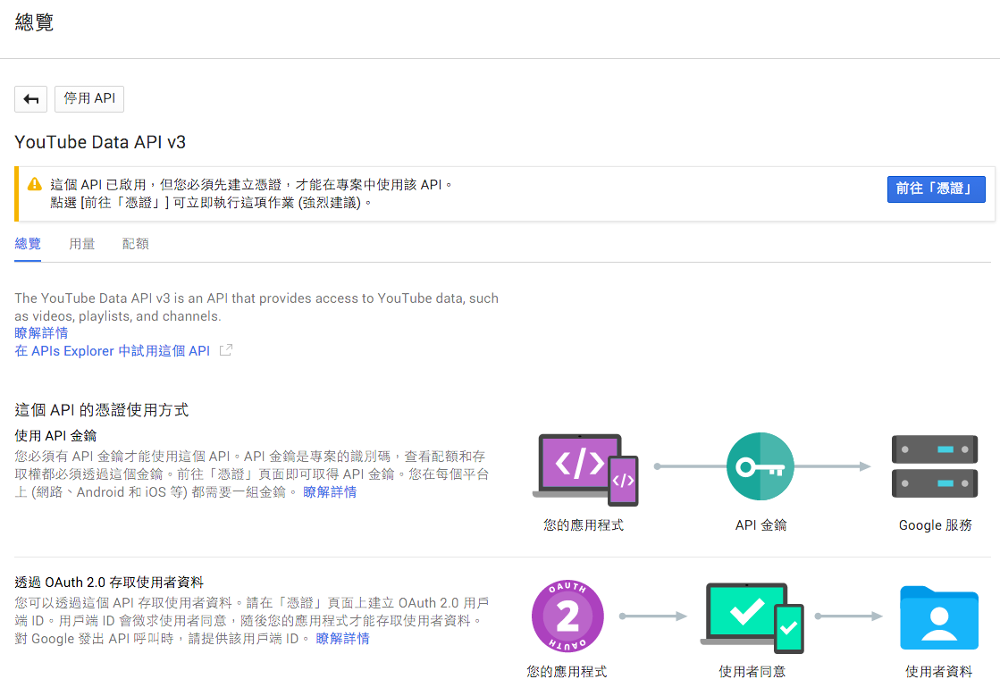 總覽
停用 API
YouTube Data API v3
這個 API 已啟用，但您必須先建立憑證，才能在專案中使用該 API。
點選 [前往「憑證」] 可立即執行這項作業 (強烈建議)。
前往「憑證」
總覽 用量 配額
The YouTube Data API v3 is an API that provides access to YouTube data, such
as videos, playlists, and channels.
瞭解詳情
在 APIs Explorer 中試用這個 API
這個 API 的憑證使用方式
使用 API 金鑰
您必須有 API 金鑰才能使用這個 API。API 金鑰是專案的識別碼，查看配額和存
取權都必須透過這個金鑰。前往「憑證」頁面即可取得 API 金鑰。您在每個平台
上 (網路、Android 和 iOS 等) 都需要一組金鑰。 瞭解詳情
</>
</>
您的應用程式
API 金鑰
Google 服務
透過 OAuth 2.0 存取使用者資料
您可以透過這個 API 存取使用者資料。請在「憑證」頁面上建立 OAuth 2.0 用戶
端 ID。用戶端 ID 會徵求使用者同意，隨後您的應用程式才能存取使用者資料。
對 Google 發出 API 呼叫時，請提供該用戶端 ID。 瞭解詳情
OAUTH
2
OAUTH
您的應用程式
使用者同意
使用者資料